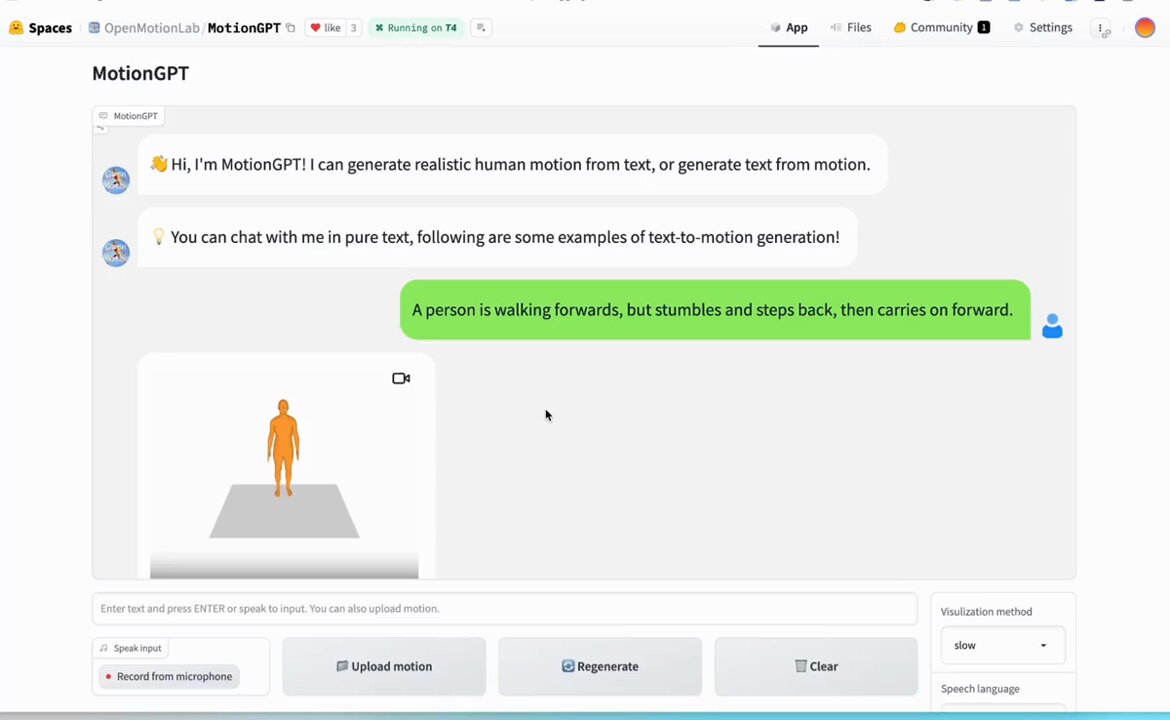 Spaces OpenMotionLab/MotionGPT like 3 Running on T4 App Files Community 1 Settings
MotionGPT
MotionGPT
👋 Hi, I'm MotionGPT! I can generate realistic human motion from text, or generate text from motion.
💡 You can chat with me in pure text, following are some examples of text-to-motion generation!
A person is walking forwards, but stumbles and steps back, then carries on forward.
Enter text and press ENTER or speak to input. You can also upload motion.
Visulization method
Speak input
slow
Record from microphone
Upload motion
Regenerate
Clear
Speech language